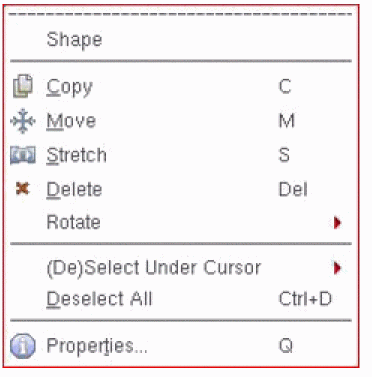 Shape
Copy C
Move M
Stretch S
Delete Del
Rotate
(De)Select Under Cursor
Deselect All Ctrl+D
Properties... Q